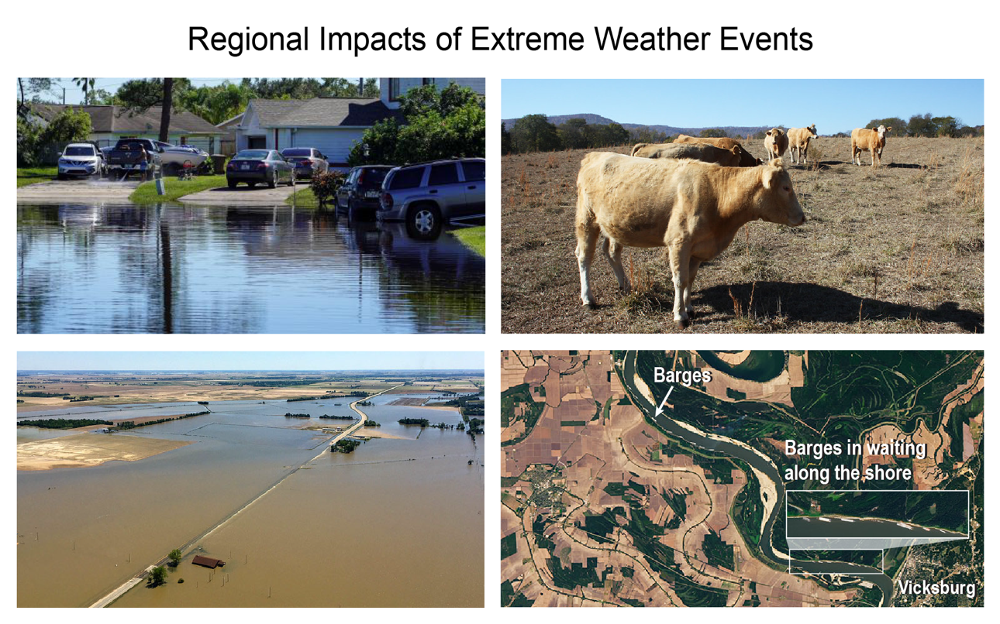 Regional Impacts of Extreme Weather Events
Barges
Barges in waiting
along the shore
Vicksburg